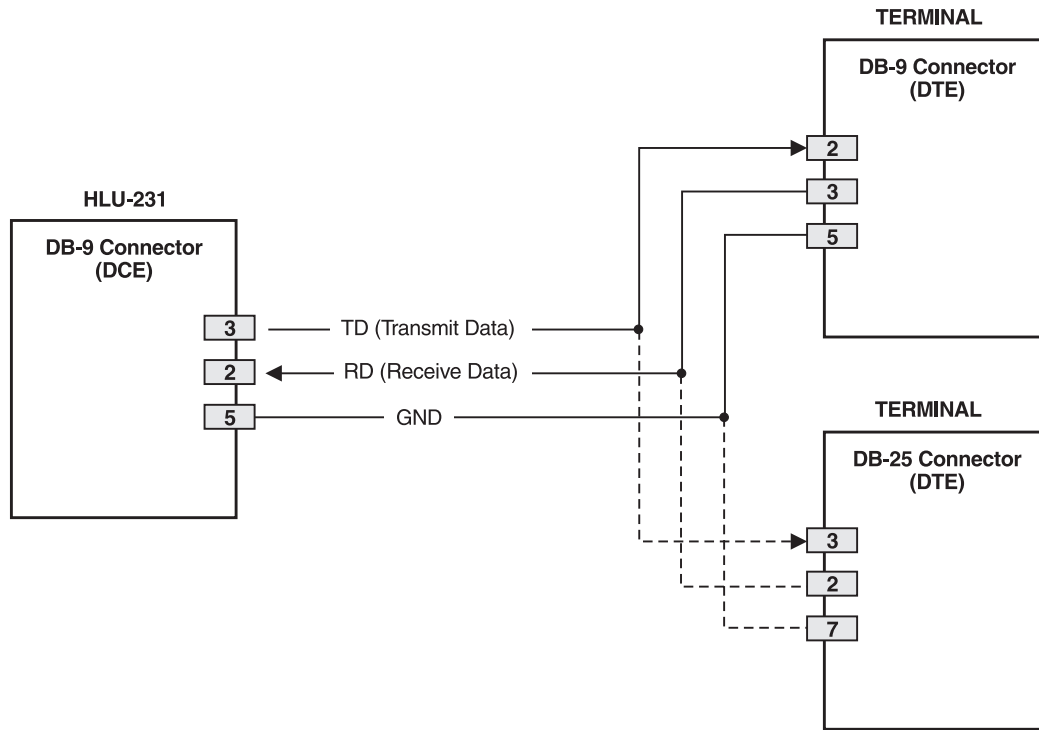 TERMINAL
DB-9 Connector
(DTE)
2
3
5
HLU-231
DB-9 Connector
(DCE)
3
TD (Transmit Data)
2
RD (Receive Data)
5
GND
TERMINAL
DB-25 Connector
(DTE)
3
2
7